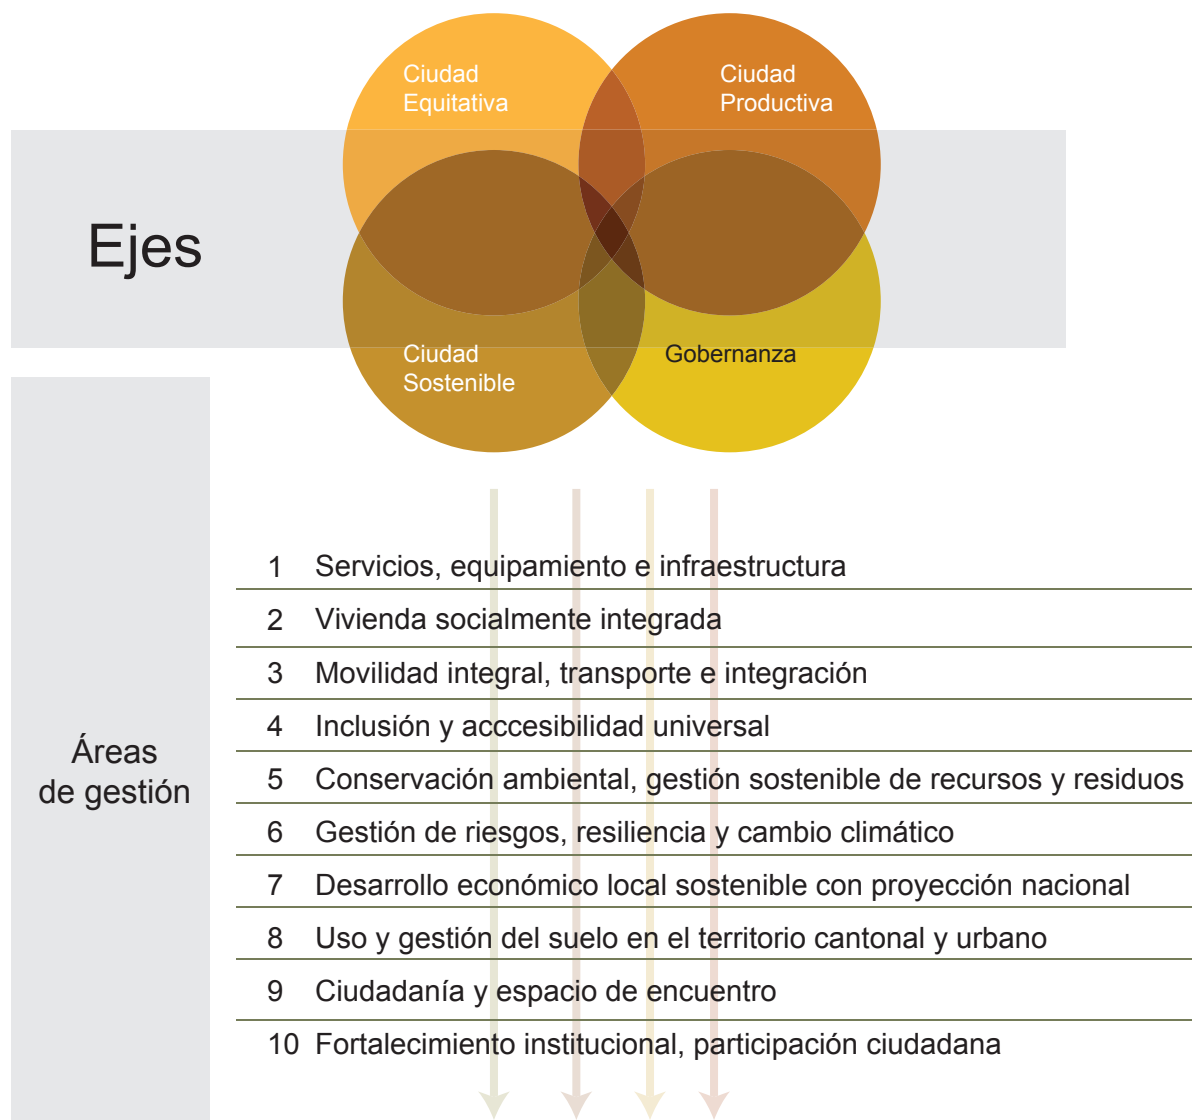 Ciudad
Equitativa
Ciudad
Productiva
Ejes
Ciudad
Sostenible
Gobernanza
Áreas
de gestión
1 Servicios, equipamiento e infraestructura
2 Vivienda socialmente integrada
3 Movilidad integral, transporte e integración
4 Inclusión y acccesibilidad universal
5 Conservación ambiental, gestión sostenible de recursos y residuos
6 Gestión de riesgos, resiliencia y cambio climático
7 Desarrollo económico local sostenible con proyección nacional
8 Uso y gestión del suelo en el territorio cantonal y urbano
9 Ciudadanía y espacio de encuentro
10 Fortalecimiento institucional, participación ciudadana